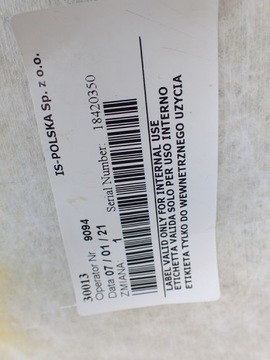 IS-POLSKA Sp. z o.o.
30013
Operator Nr. 9094
Data 07 / 01 / 21
ZMIANA 1
Serial Number: 18420350
LABEL VALID ONLY FOR INTERNAL USE
ETICHETTA VALIDA SOLO PER USO INTERNO
ETIKIETA TYLKO DO WEWNETRZNEGO UZYCIA